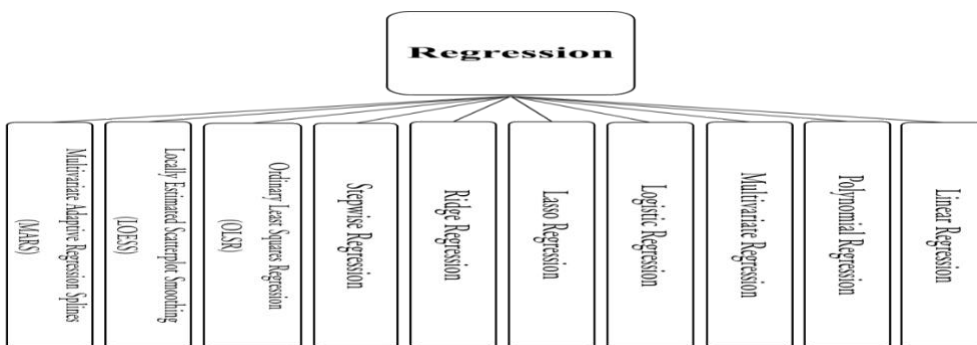 Regression
Multivariate Adaptive Regression Splines
(MARS)
Locally Estimated Scatterplot Smoothing
(LOESS)
Ordinary Least Squares Regression
(OLSR)
Stepwise Regression
Ridge Regression
Lasso Regression
Logistic Regression
Multivariate Regression
Polynomial Regression
Linear Regression